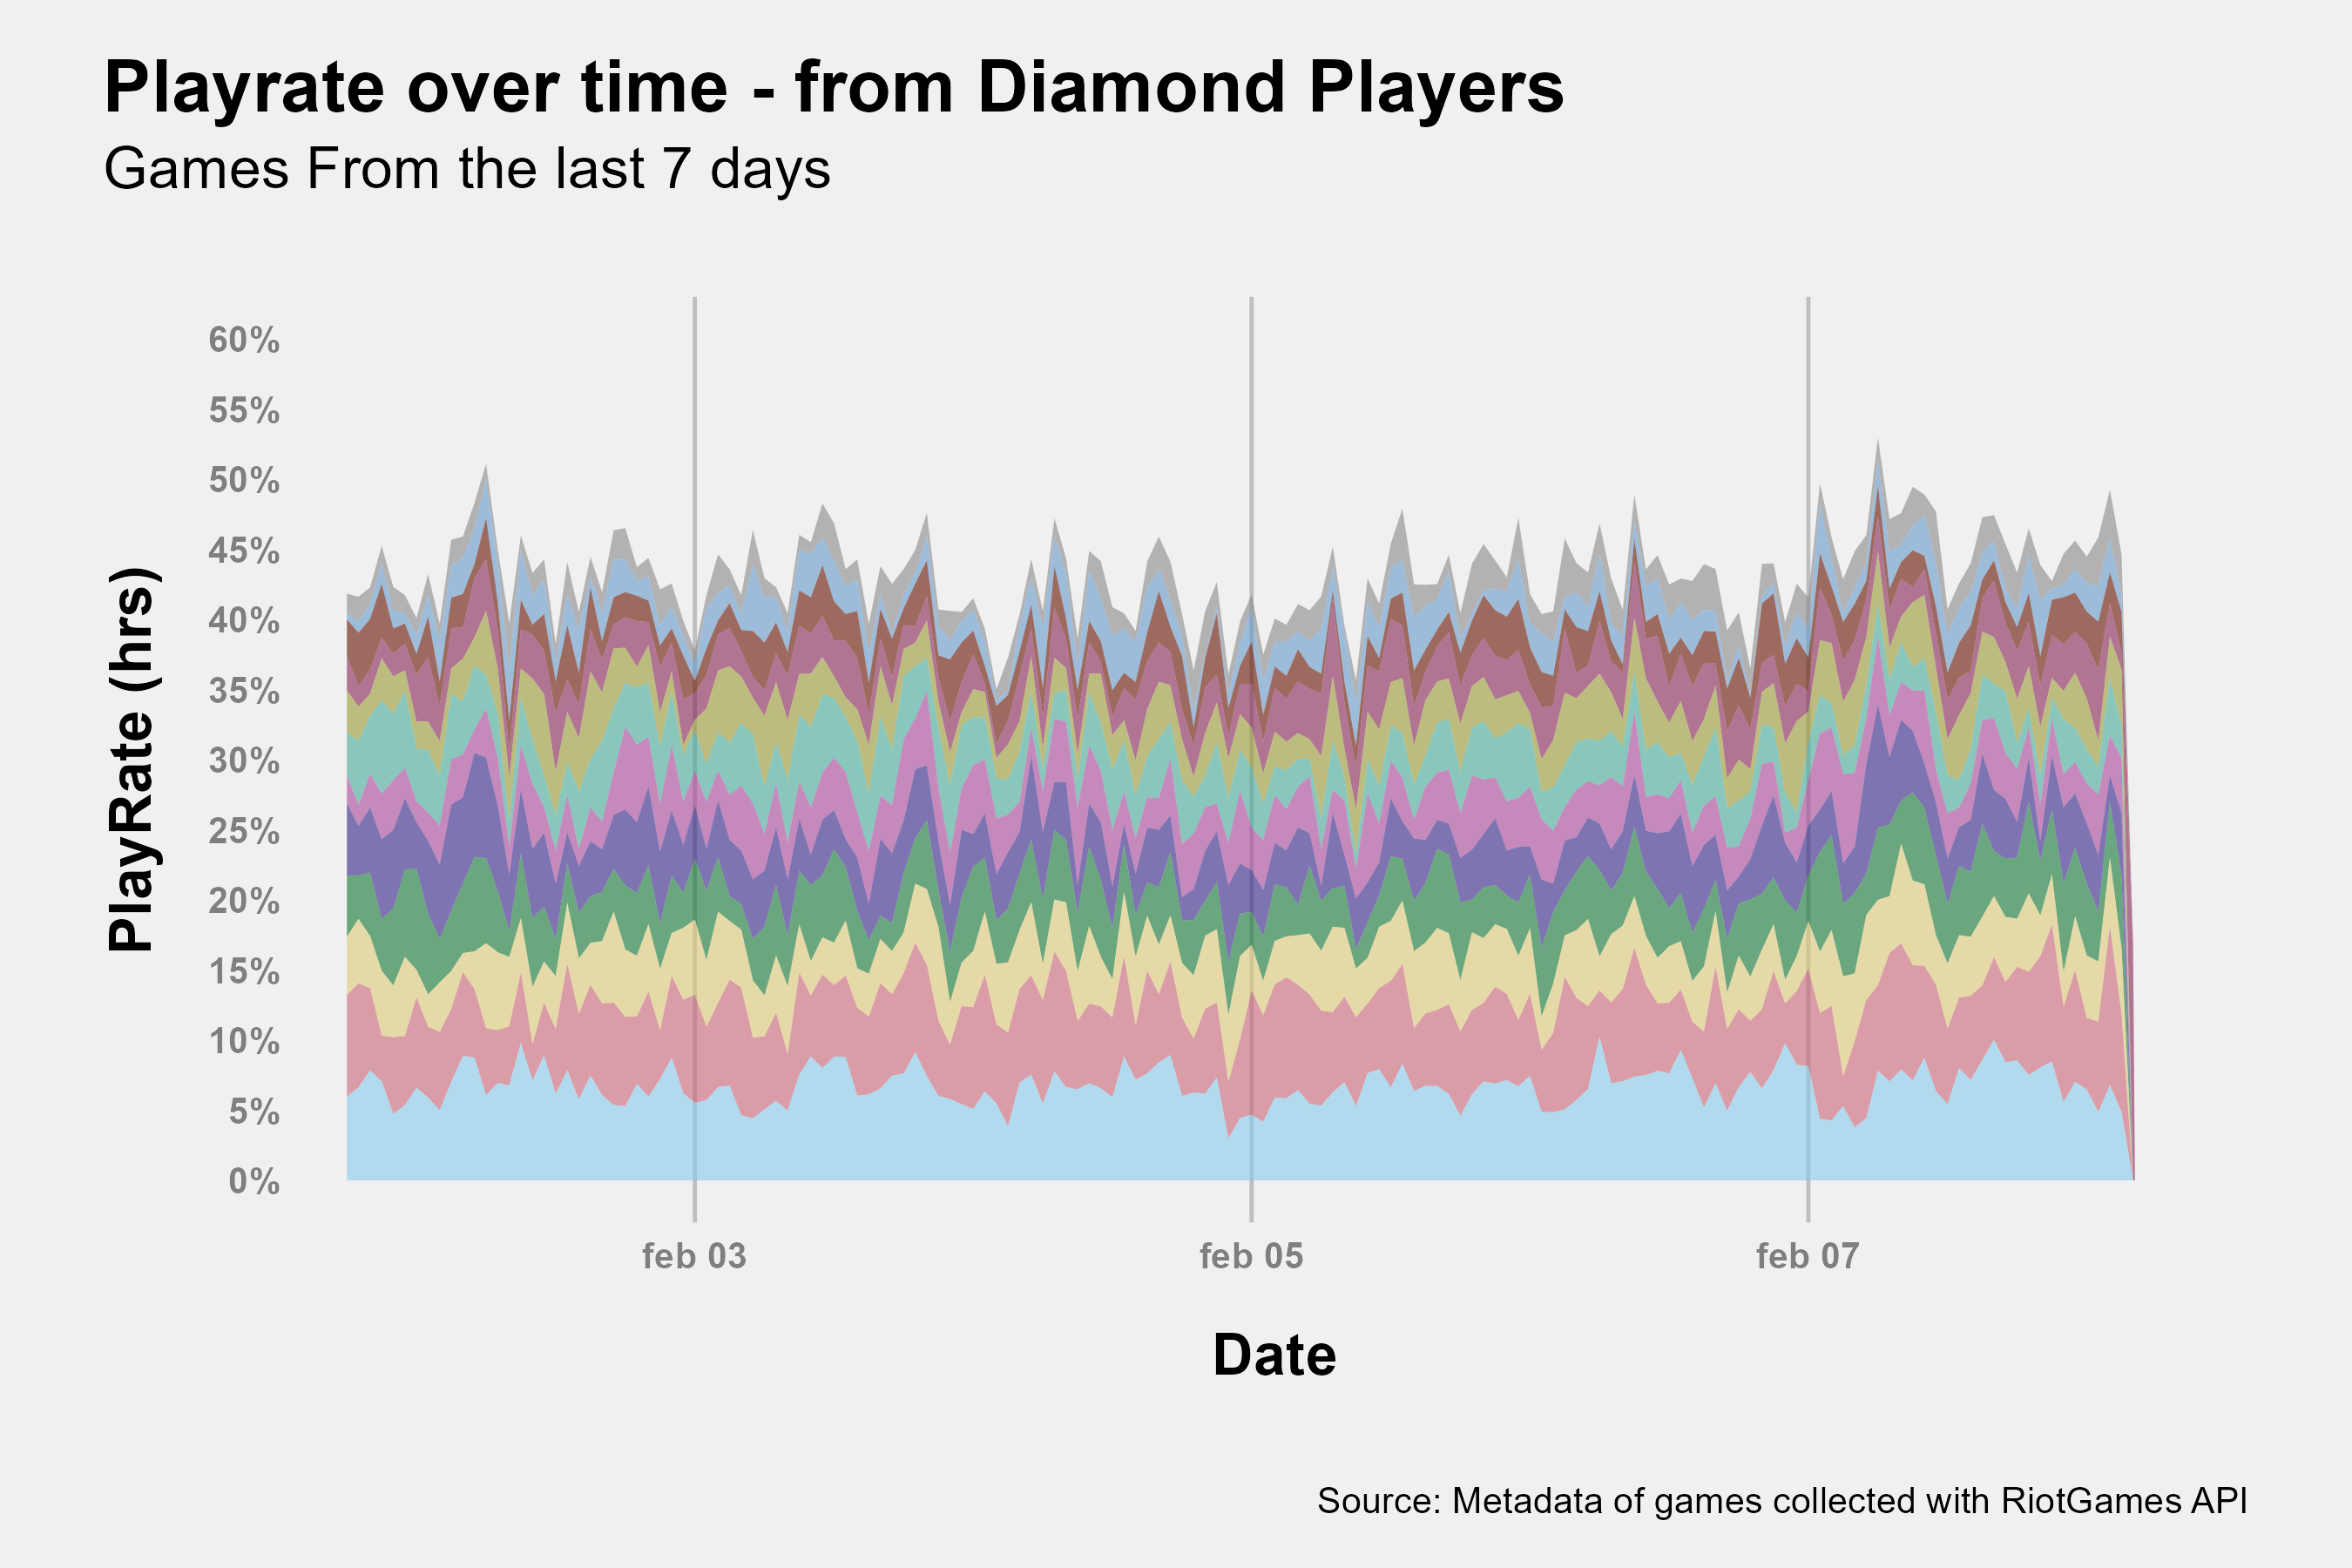 Playrate over time - from Diamond Players
Games From the last 7 days
60%
55%
50%
45%
40%
35%
30%
25%
20%
15%
10%
5%
0%
PlayRate (hrs)
feb 03
feb 05
feb 07
Date
Source: Metadata of games collected with RiotGames API